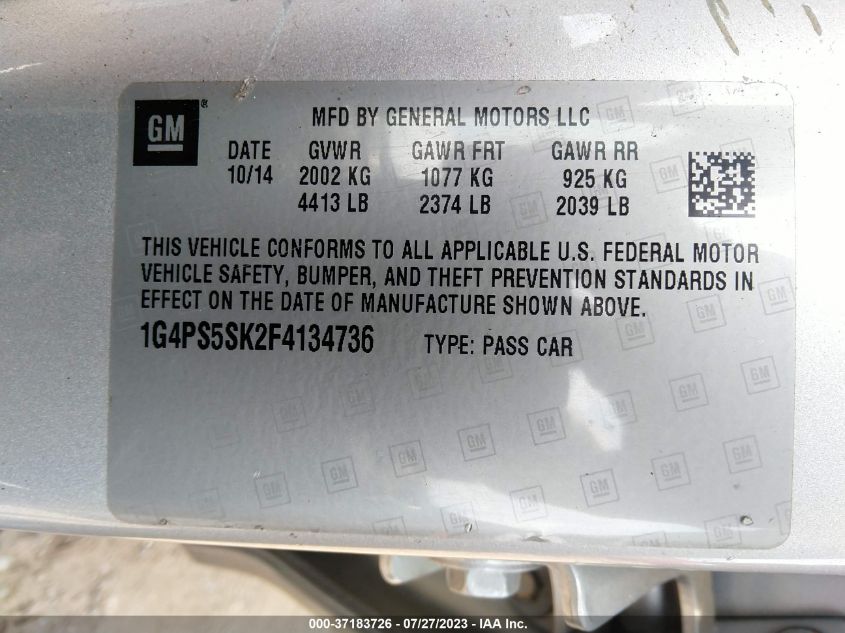 GM®
MFD BY GENERAL MOTORS LLC
DATE GVWR GAWR FRT GAWR RR
10/14 2002 KG 1077 KG 925 KG
4413 LB 2374 LB 2039 LB
THIS VEHICLE CONFORMS TO ALL APPLICABLE U.S. FEDERAL MOTOR
VEHICLE SAFETY, BUMPER, AND THEFT PREVENTION STANDARDS IN
EFFECT ON THE DATE OF MANUFACTURE SHOWN ABOVE.
1G4PS5SK2F4134736 TYPE: PASS CAR
000-37183726 / 07/27/2023 - IAA Inc.